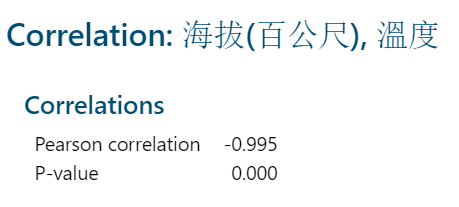 Correlation: 海拔(百公尺), 溫度
Correlations
Pearson correlation -0.995
P-value 0.000